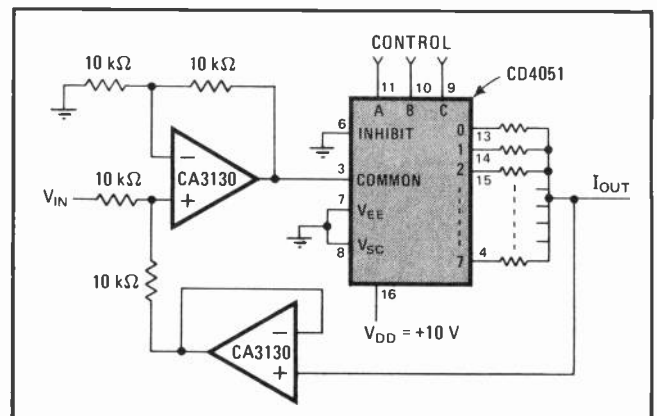 CONTROL
10 kΩ
10 kΩ
11
10
9
CD4051
A
B
C
6
INHIBIT
0
13
1
14
2
15
CA3130
−
+
V_IN
10 kΩ
3
COMMON
I_OUT
7
V_EE
8
V_SC
7
4
10 kΩ
16
V_DD = +10 V
CA3130
−
+